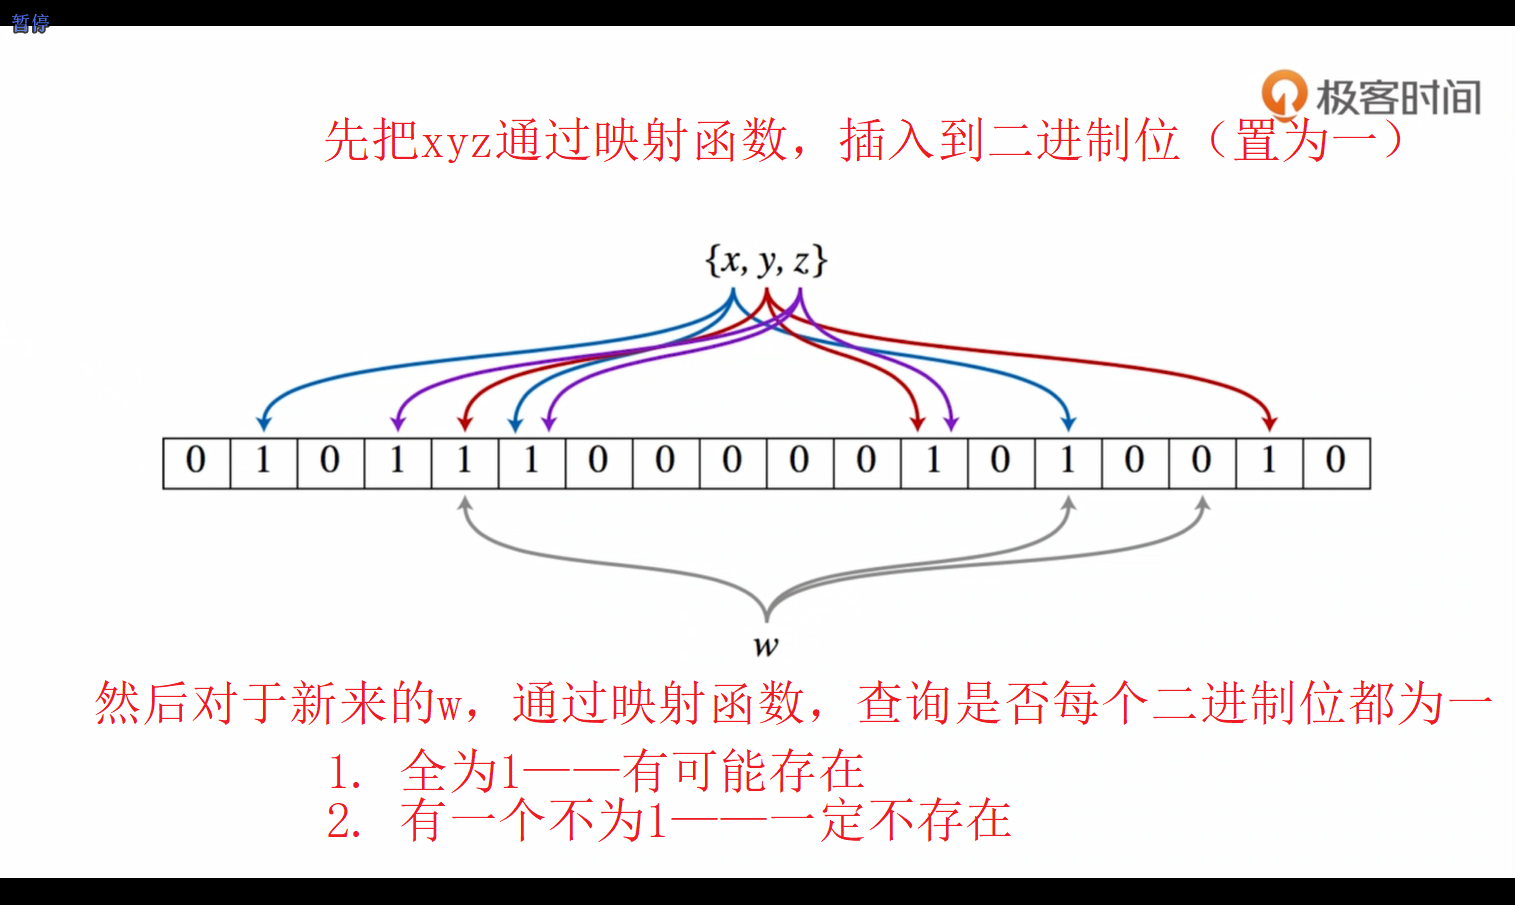 暂停
极客时间
先把xyz通过映射函数，插入到二进制位（置为一）
{x, y, z}
0 1 0 1 1 1 0 0 0 0 0 1 0 1 0 0 1 0
w
然后对于新来的w，通过映射函数，查询是否每个二进制位都为一
1. 全为1——有可能存在
2. 有一个不为1——一定不存在